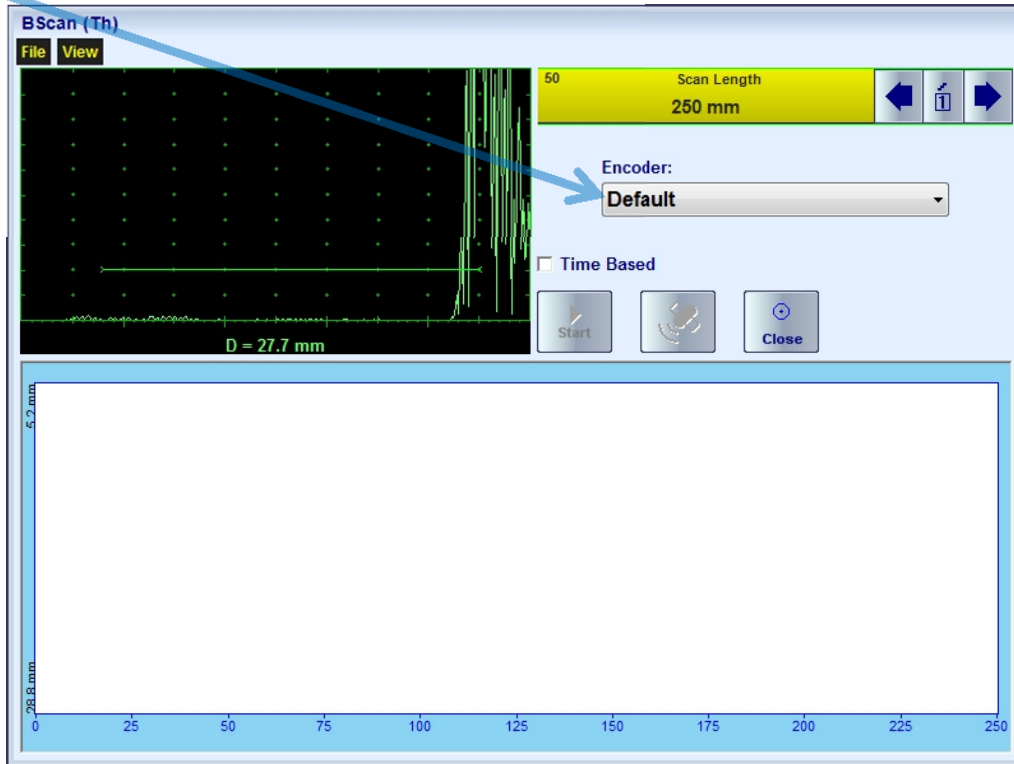 BScan (Th)
File View
50 Scan Length
250 mm
1
Encoder:
Default
Time Based
Start
Close
D = 27.7 mm
5.2 mm
28.8 mm
0 25 50 75 100 125 150 175 200 225 250